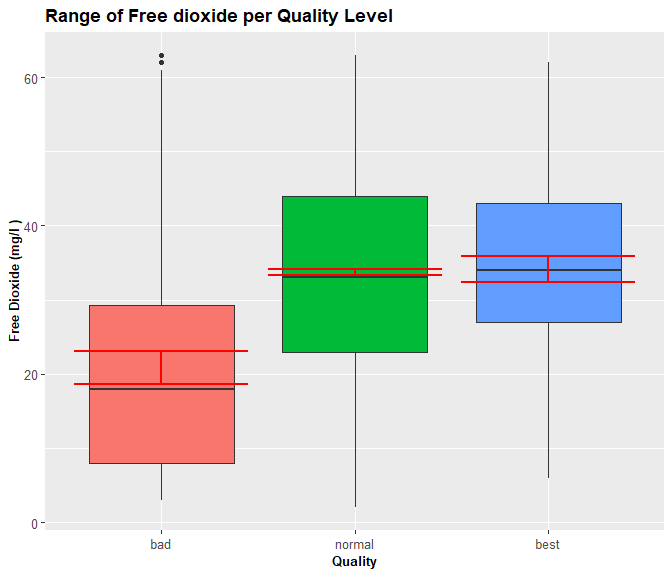 Range of Free dioxide per Quality Level
Free Dioxide (mg/l )
60
40
20
0
bad normal best
Quality